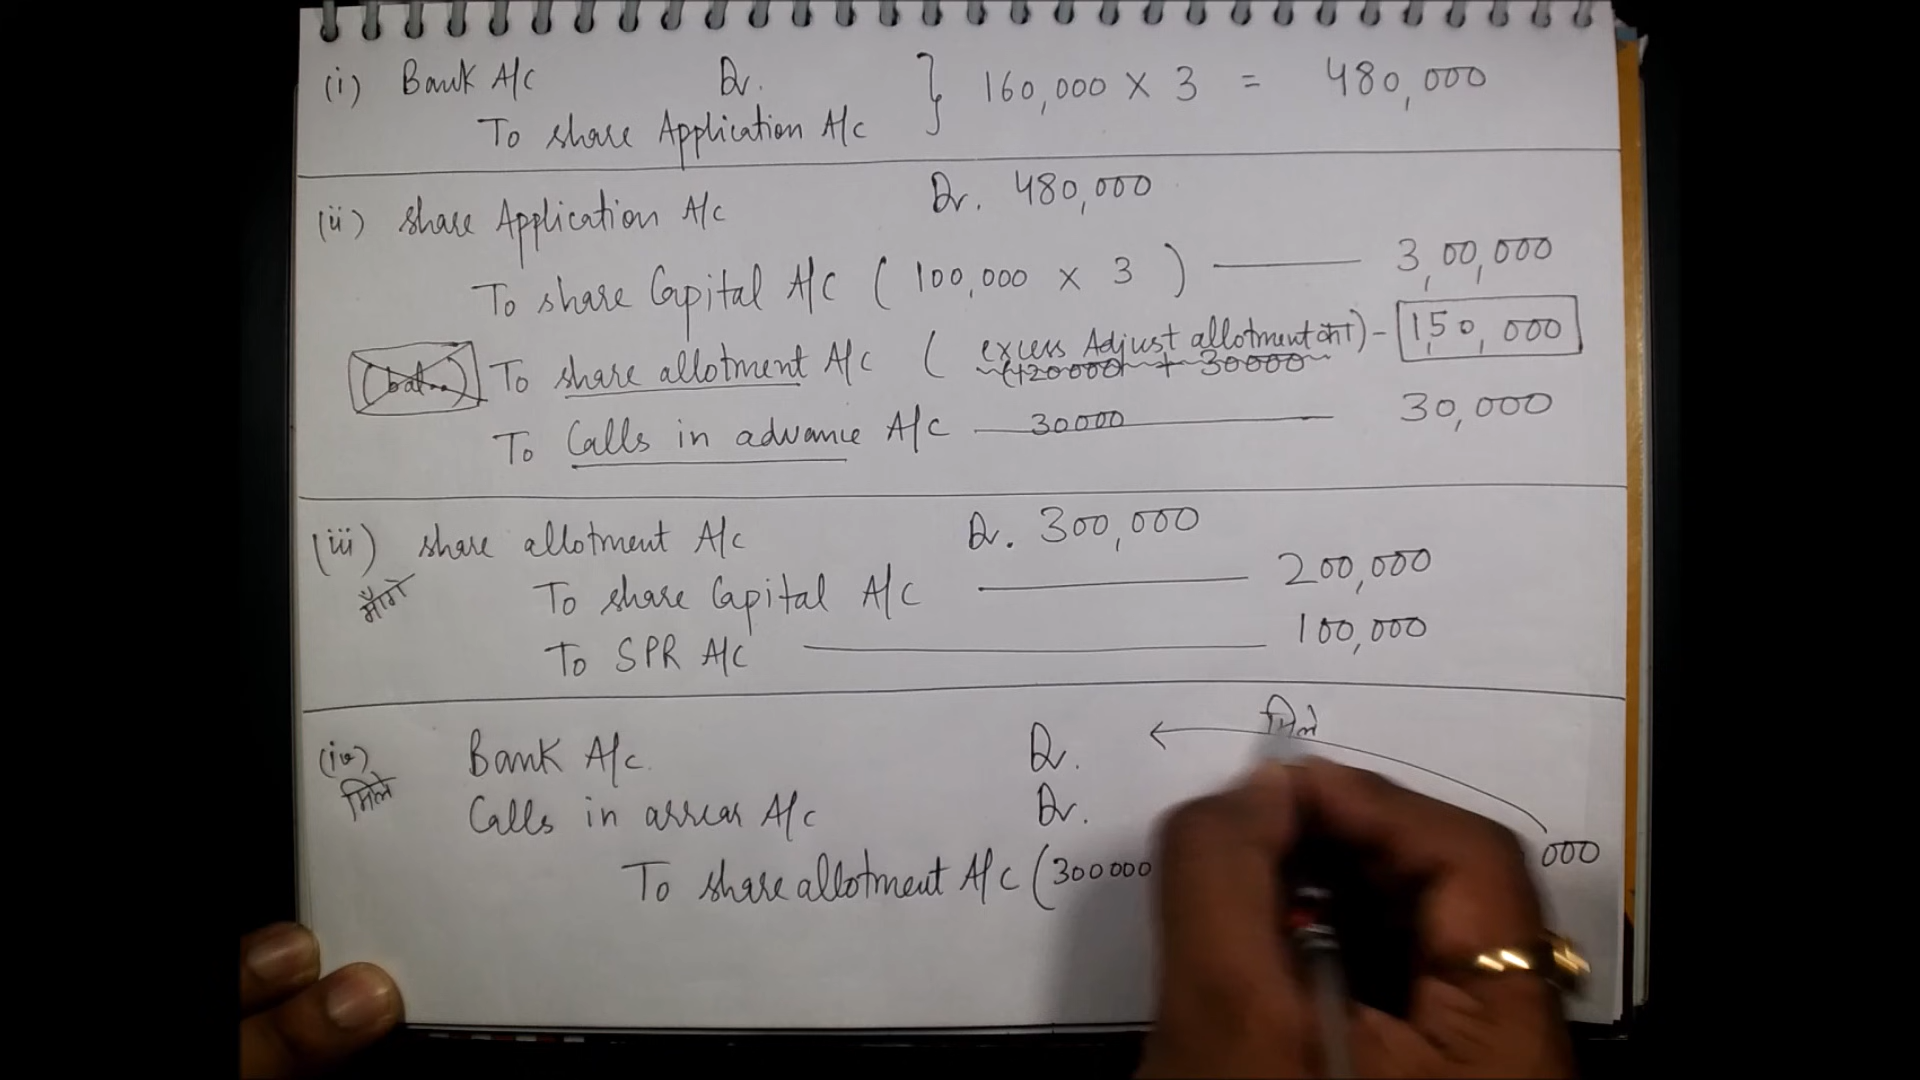 (i) Bank A/c Dr. } 160,000 X 3 = 480,000
To share Application A/c
(ii) share Application A/c Dr. 480,000
To share Capital A/c ( 100,000 x 3 ) 3,00,000
(bal...) To share allotment A/c ( excess Adjust allotment का) - 1,50,000
(120000 + 30000
To Calls in advance A/c 30000 30,000
(iii) share allotment A/c Dr. 300,000
माँगे To share Capital A/c 200,000
To SPR A/c 100,000
(iv) Bank A/c Dr. मिले
मिले Calls in arrear A/c Dr.
To share allotment A/c (300000 000